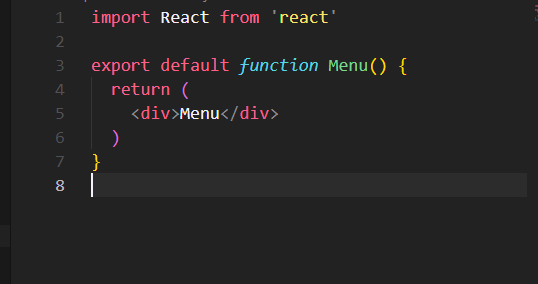 1 import React from 'react'
2
3 export default function Menu() {
4   return (
5     <div>Menu</div>
6   )
7 }
8